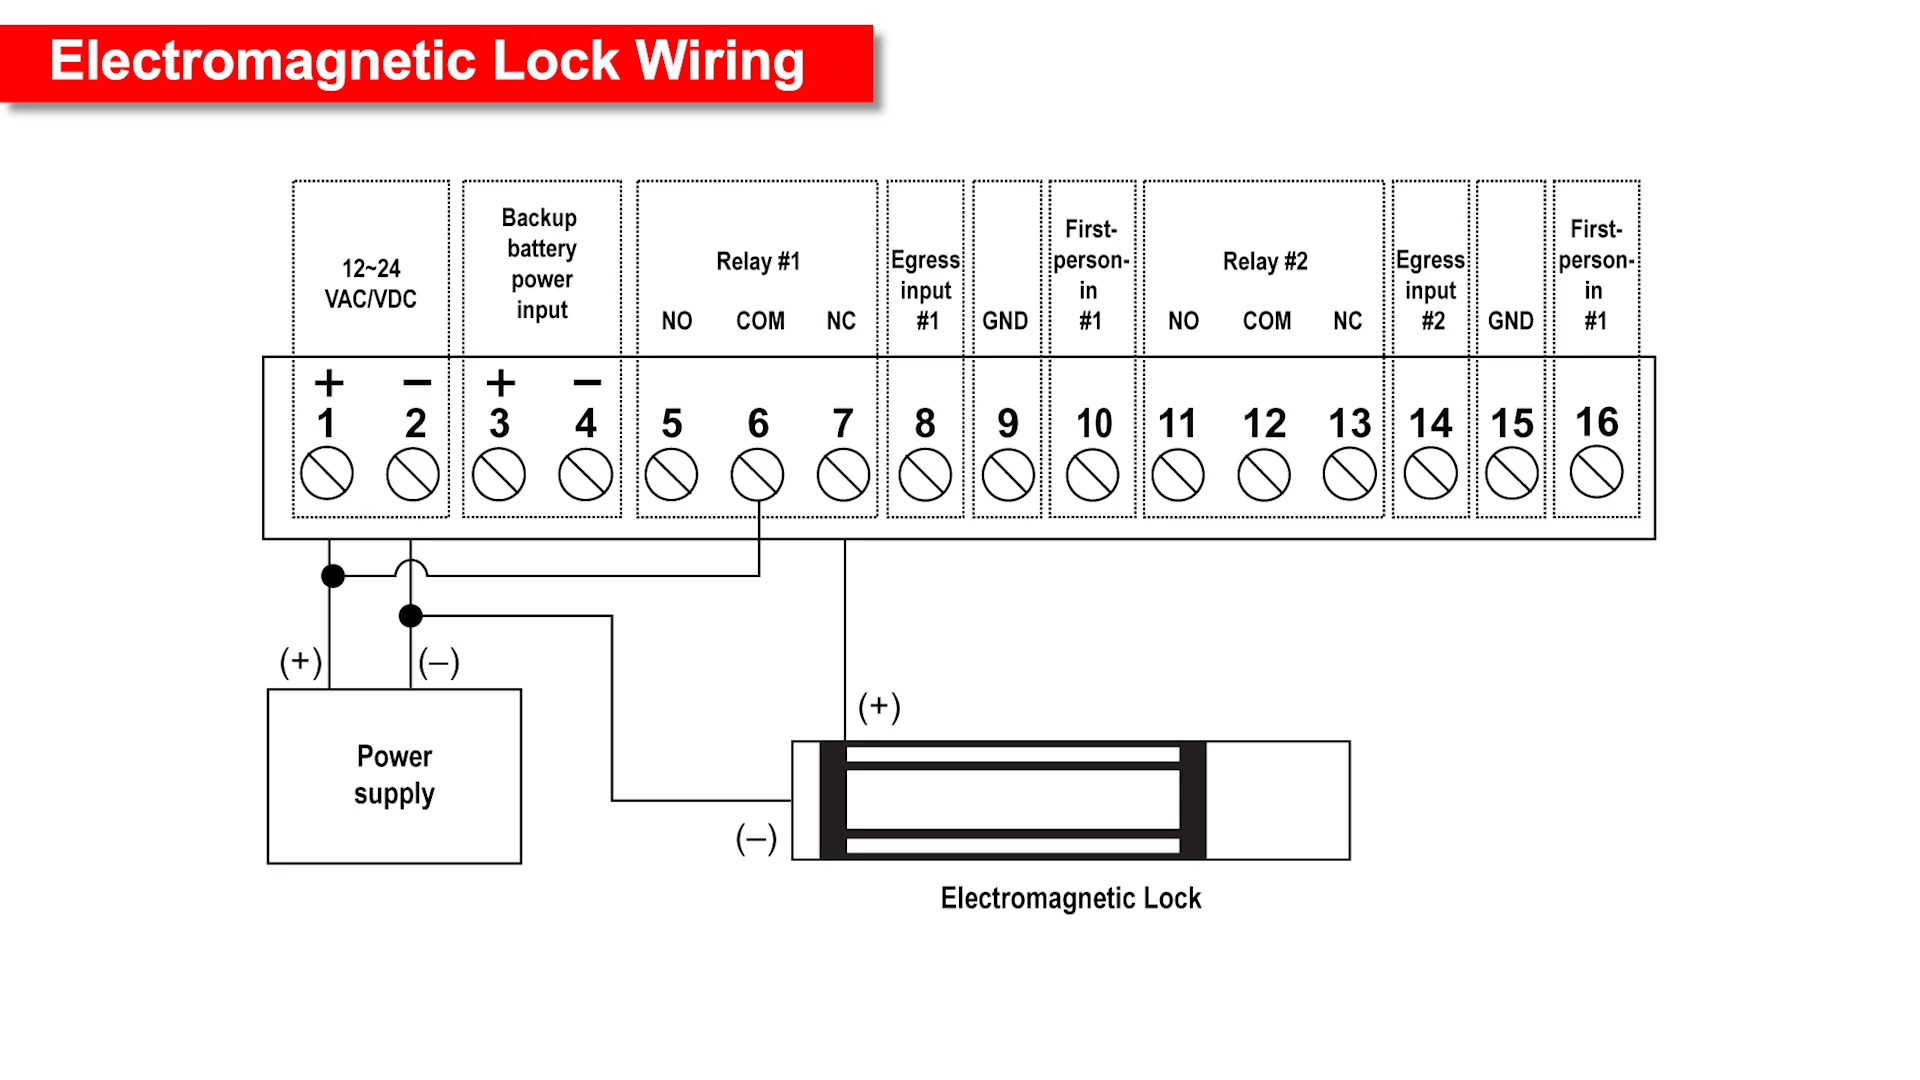 Electromagnetic Lock Wiring
12~24
VAC/VDC
Backup
battery
power
input
Relay #1
NO COM NC
Egress
input
#1
GND
First-
person-
in
#1
Relay #2
NO COM NC
Egress
input
#2
GND
First-
person-
in
#1
+ – + –
1 2 3 4 5 6 7 8 9 10 11 12 13 14 15 16
(+) (–)
Power
supply
(+)
(–)
Electromagnetic Lock